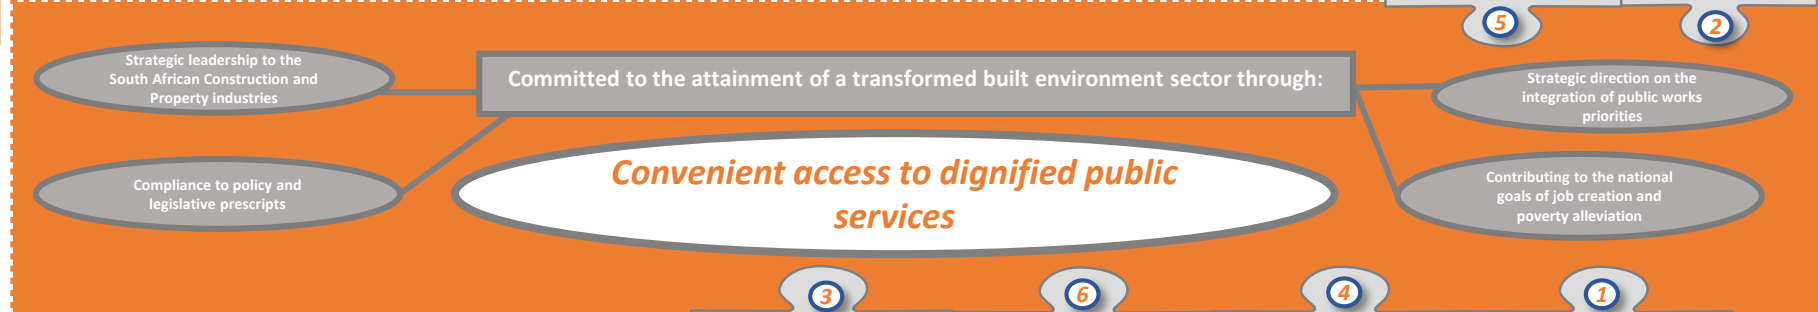 5
2
Strategic leadership to the
South African Construction and
Property industries
Committed to the attainment of a transformed built environment sector through:
Strategic direction on the
integration of public works
priorities
Compliance to policy and
legislative prescripts
Convenient access to dignified public
services
Contributing to the national
goals of job creation and
poverty alleviation
3
6
4
1